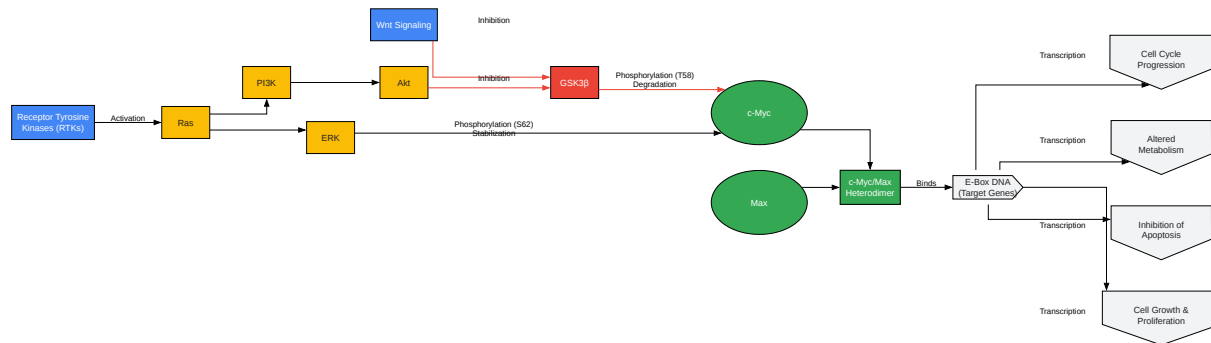 Wnt Signaling
Inhibition
Transcription
Cell Cycle
Progression
PI3K
Akt
Inhibition
GSK3β
Phosphorylation (T58)
Degradation
Receptor Tyrosine
Kinases (RTKs)
Activation
Ras
ERK
Phosphorylation (S62)
Stabilization
c-Myc
Transcription
Altered
Metabolism
Max
c-Myc/Max
Heterodimer
Binds
E-Box DNA
(Target Genes)
Transcription
Inhibition of
Apoptosis
Transcription
Cell Growth &
Proliferation